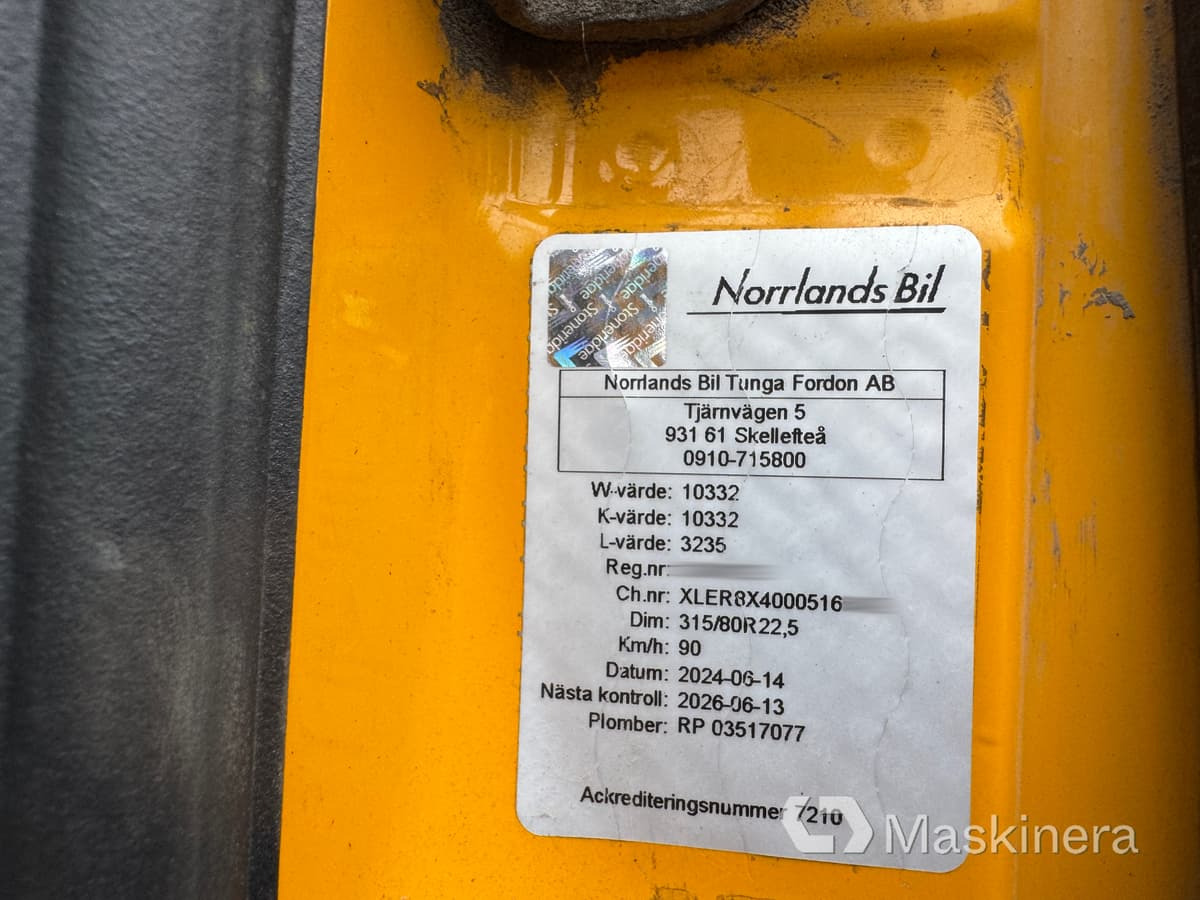 Stoneridge
Norrlands Bil
Norrlands Bil Tunga Fordon AB
Tjärnvägen 5
931 61 Skellefteå
0910-715800
W-värde: 10332
K-värde: 10332
L-värde: 3235
Reg.nr:
Ch.nr: XLER8X4000516
Dim: 315/80R22,5
Km/h: 90
Datum: 2024-06-14
Nästa kontroll: 2026-06-13
Plomber: RP 03517077
Ackrediteringsnummer 7210
Maskinera